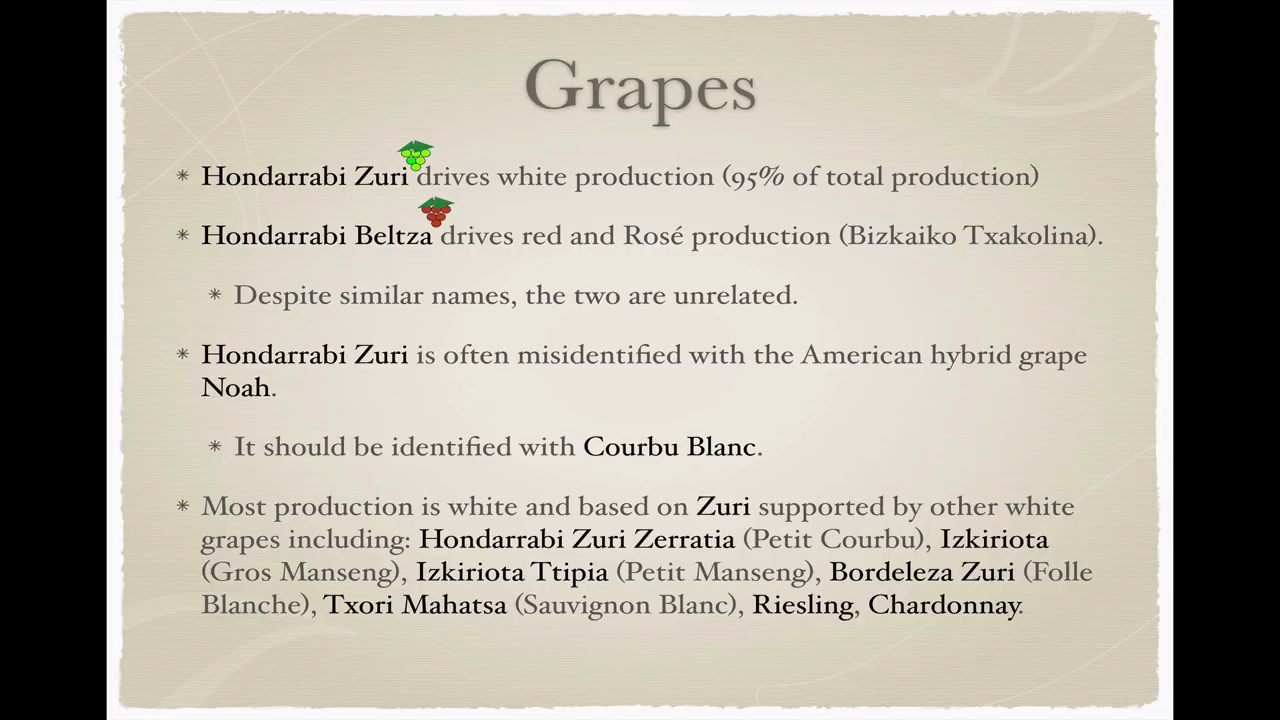 Grapes
* Hondarrabi Zuri drives white production (95% of total production)
* Hondarrabi Beltza drives red and Rosé production (Bizkaiko Txakolina).
* Despite similar names, the two are unrelated.
* Hondarrabi Zuri is often misidentified with the American hybrid grape
Noah.
* It should be identified with Courbu Blanc.
* Most production is white and based on Zuri supported by other white
grapes including: Hondarrabi Zuri Zerratia (Petit Courbu), Izkiriota
(Gros Manseng), Izkiriota Ttipia (Petit Manseng), Bordeleza Zuri (Folle
Blanche), Txori Mahatsa (Sauvignon Blanc), Riesling, Chardonnay.